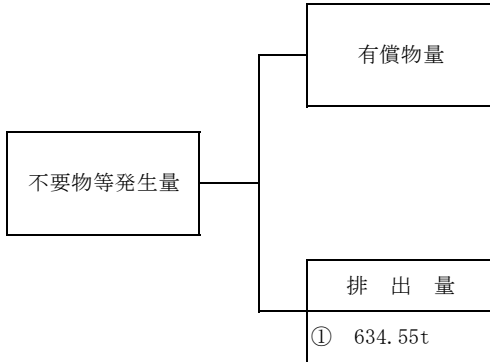 有償物量
不要物等発生量
排 出 量
① 634.55t